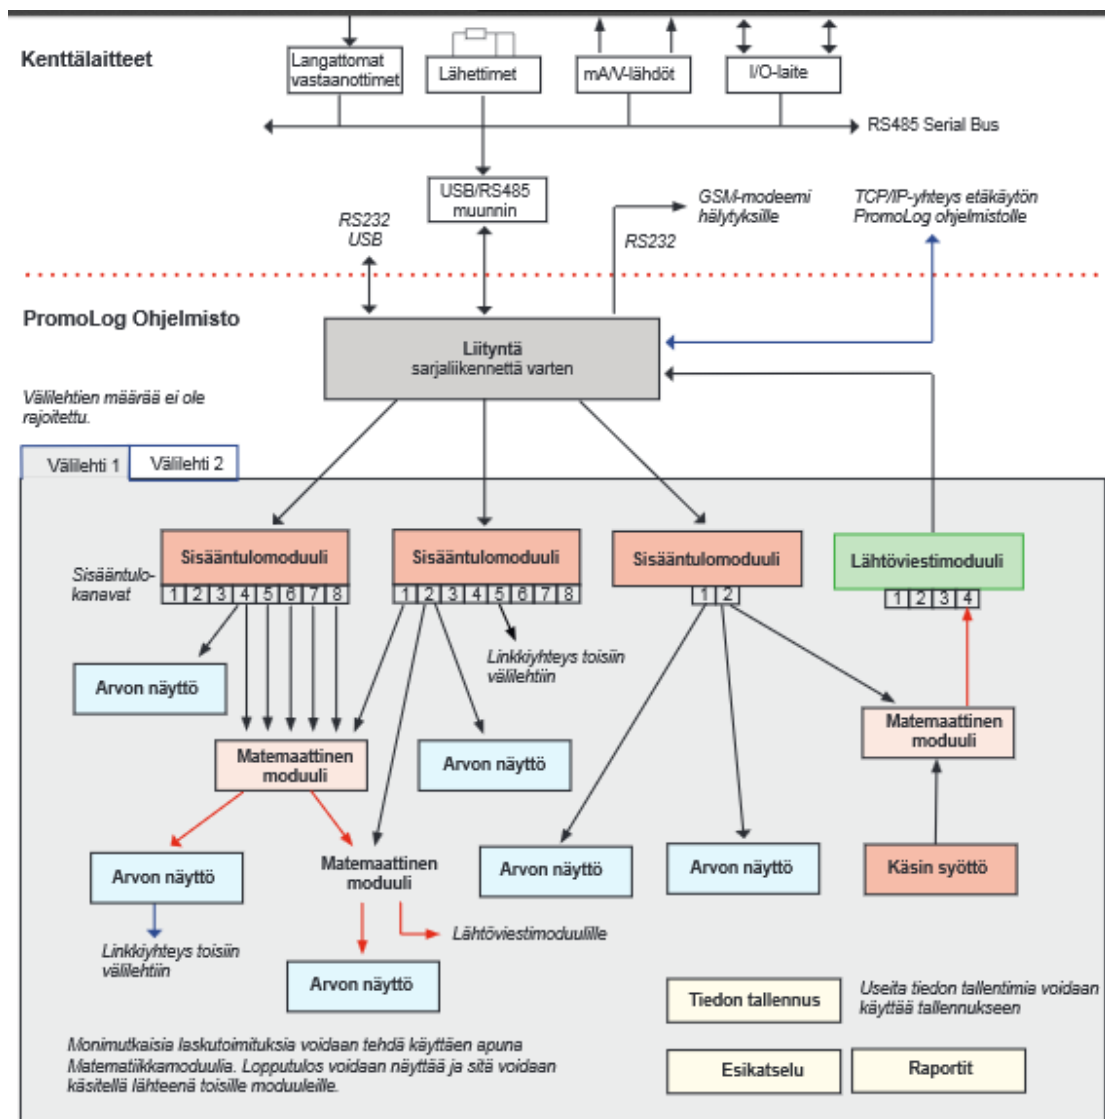 Kenttälaitteet
Langattomat
vastaanottimet
Lähettimet
mA/V-lähdöt
I/O-laite
RS485 Serial Bus
USB/RS485
muunnin
RS232
USB
RS232
GSM-modeemi
hälytyksille
TCP/IP-yhteys etäkäytön
PromoLog ohjelmistolle
PromoLog Ohjelmisto
Liityntä
sarjaliikennettä varten
Välilehtien määrää ei ole
rajoitettu.
Välilehti 1
Välilehti 2
Sisääntulomoduuli
Sisääntulomoduuli
Sisääntulomoduuli
Lähtöviestimoduuli
Sisääntulo-
kanavat
1 2 3 4 5 6 7 8
1 2 3 4 5 6 7 8
1 2
1 2 3 4
Linkkiyhteys toisiin
välilehtiin
Arvon näyttö
Matemaattinen
moduuli
Arvon näyttö
Matemaattinen
moduuli
Arvon näyttö
Matemaattinen
moduuli
Arvon näyttö
Arvon näyttö
Käsin syöttö
Linkkiyhteys toisiin
välilehtiin
Lähtöviestimoduulille
Arvon näyttö
Tiedon tallennus
Useita tiedon tallentimia voidaan
käyttää tallennukseen
Monimutkaisia laskutoimituksia voidaan tehdä käyttäen apuna
Matematiikkamoduulia. Lopputulos voidaan näyttää ja sitä voidaan
käsitellä lähteenä toisille moduuleille.
Esikatselu
Raportit